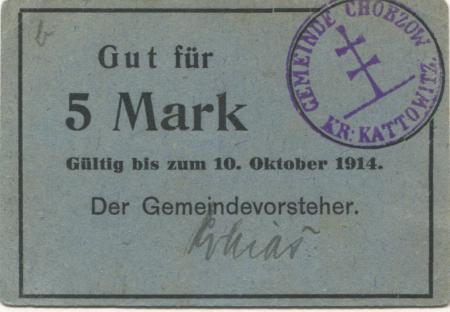 b
Gut für
5 Mark
Gültig bis zum 10. Oktober 1914.
Der Gemeindevorsteher.
GEMEINDE CHORZOW
KR: KATTOWITZ.